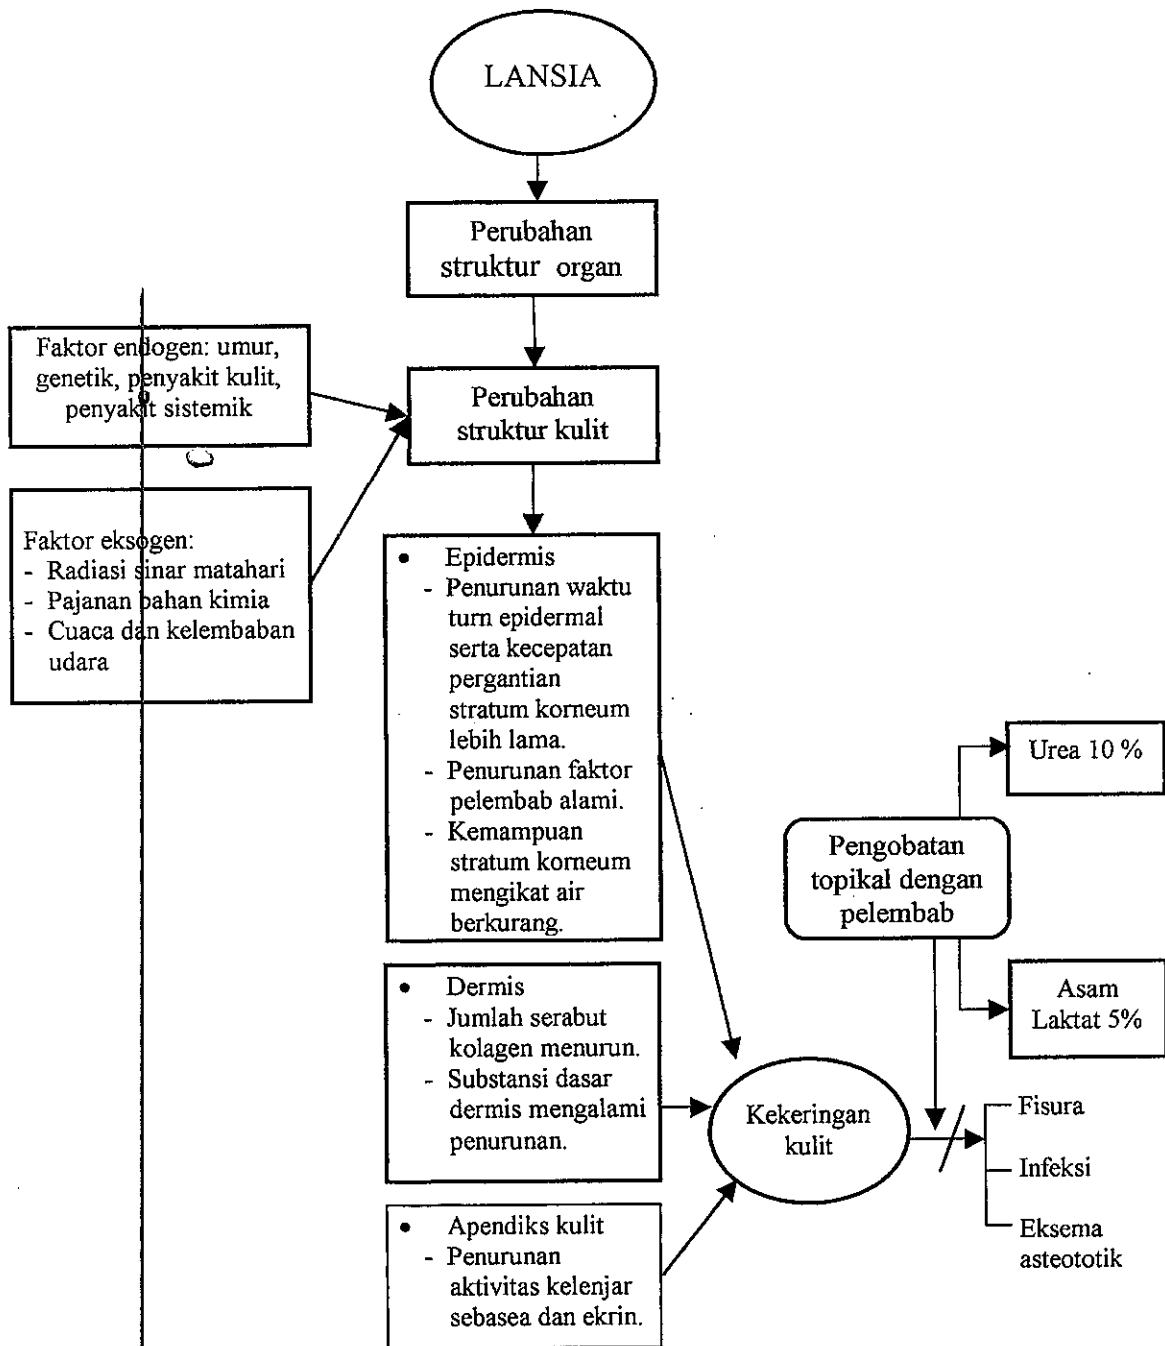 LANSIA
Perubahan
struktur organ
Faktor endogen: umur,
genetik, penyakit kulit,
penyakit sistemik
Perubahan
struktur kulit
Faktor eksogen:
- Radiasi sinar matahari
- Pajanan bahan kimia
- Cuaca dan kelembaban
udara
• Epidermis
- Penurunan waktu
turn epidermal
serta kecepatan
pergantian
stratum korneum
lebih lama.
- Penurunan faktor
pelembab alami.
- Kemampuan
stratum korneum
mengikat air
berkurang.
Urea 10 %
Pengobatan
topikal dengan
pelembab
Asam
Laktat 5%
• Dermis
- Jumlah serabut
kolagen menurun.
- Substansi dasar
dermis mengalami
penurunan.
Kekeringan
kulit
Fisura
Infeksi
Eksema
asteototik
• Apendiks kulit
- Penurunan
aktivitas kelenjar
sebasea dan ekrin.